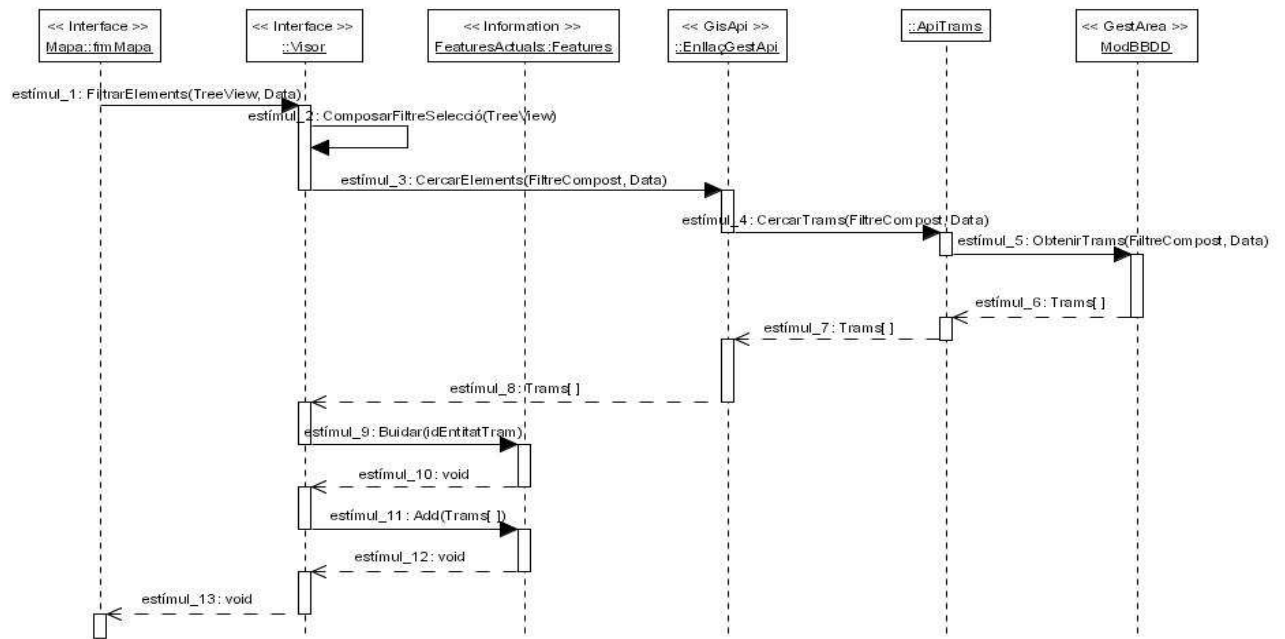 << Interface >>
Mapa::frmMapa
<< Interface >>
::Visor
<< Information >>
FeaturesActuals::Features
<< GisApi >>
::EnllaçGestApi
::ApiTrams
<< GestArea >>
ModBBDD
estímul_1: FiltrarElements(TreeView, Data)
estímul_2: ComposarFiltreSelecció(TreeView)
estímul_3: CercarElements(FiltreCompost, Data)
estímul_4: CercarTrams(FiltreCompost, Data)
estímul_5: ObtenirTrams(FiltreCompost, Data)
estímul_6: Trams[ ]
estímul_7: Trams[ ]
estímul_8: Trams[ ]
estímul_9: Buidar(idEntitatTram)
estímul_10: void
estímul_11: Add(Trams[ ])
estímul_12: void
estímul_13: void